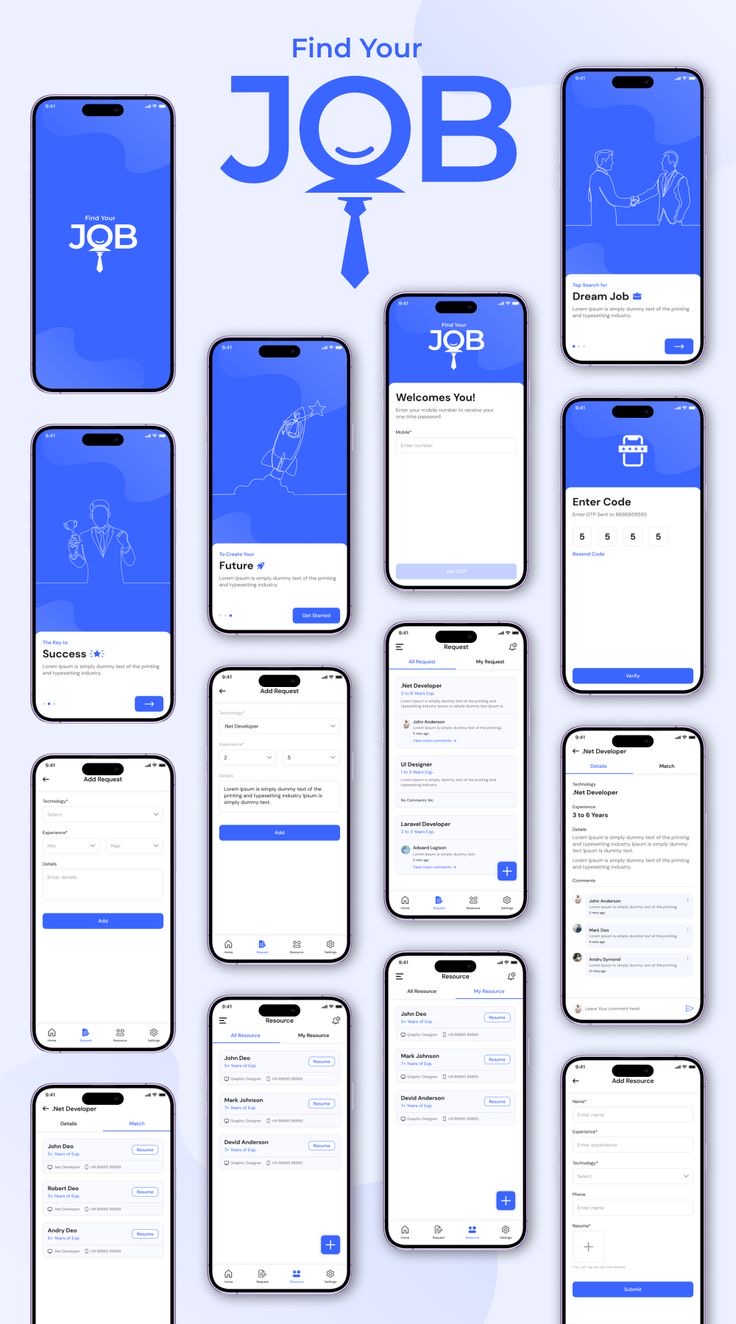 Find Your
JOB
9:41
Find Your
JOB
9:41
Top Search for
Dream Job
Lorem Ipsum is simply dummy text of the printing
and typesetting industry.
9:41
Find Your
JOB
Welcomes You!
Enter your mobile number to receive your
one time password.
Mobile*
Enter number
Get OTP
9:41
To Create Your
Future
Lorem Ipsum is simply dummy text of the printing
and typesetting industry.
Get Started
9:41
Enter Code
Enter OTP Sent to 8686858585
5 5 5 5
Resend Code
Verify
9:41
The Key to
Success
Lorem Ipsum is simply dummy text of the printing
and typesetting industry.
9:41
Request
All Request My Request
.Net Developer
3 to 9 Years Exp.
Lorem Ipsum is simply dummy text of the printing and
typesetting industry Ipsum is simply dummy text of y...
John Anderson
Lorem Ipsum is simply dummy text of the printing..
5 mins ago
View more comments →
UI Designer
1 to 3 Years Exp.
Lorem Ipsum is simply dummy text of the printing and
typesetting industry.
No Comments Yet.
Laravel Developer
2 to 3 Years Exp.
Adward Logison
Lorem Ipsum is simply dummy text of
5 mins ago
View more comments →
+
Home Request Resource Settings
9:41
Add Request
Technology*
.Net Developer
Experience*
2 5
Details
Lorem Ipsum is simply dummy text of the
printing and typesetting industry Ipsum is
simply dummy text.
Add
Home Request Resource Settings
9:41
.Net Developer
Details Match
Technology
.Net Developer
Experience
3 to 6 Years
Details
Lorem Ipsum is simply dummy text of the printing
and typesetting industry. Lorem Ipsum is simply
dummy text Ipsum is dummy text.
Lorem Ipsum is simply dummy text of the printing
and typesetting industry.
Comments
John Anderson
Lorem Ipsum is simply dummy text of the printing..
5 mins ago
Mark Deo
Lorem Ipsum is simply dummy text of the printing.
8 mins ago
Andru Symond
Lorem Ipsum is simply dummy text of the printing.
10 mins ago
Leave Your comment here!
9:41
Add Request
Technology*
Select
Experience*
Min Max
Details
Enter details
Add
Home Request Resource Settings
9:41
Resource
All Resource My Resource
John Deo
5+ Years of Exp.
Resume
Graphic Designer +91 88665 88665
Mark Johnson
7+ Years of Exp.
Resume
Graphic Designer +91 88665 88665
Devid Anderson
7+ Years of Exp.
Resume
Graphic Designer +91 88665 88665
+
Home Request Resource Settings
9:41
Resource
All Resource My Resource
John Deo
6+ Years of Exp.
Resume
Graphic Designer +91 88665 88665
Mark Johnson
7+ Years of Exp.
Resume
Graphic Designer +91 88665 88665
Devid Anderson
7+ Years of Exp.
Resume
Graphic Designer +91 88665 88665
+
Home Request Resource Settings
9:41
Add Resource
Name*
Enter name
Experience*
Enter experience
Technology*
Select
Phone
Enter name
Resume*
+
Submit
9:41
.Net Developer
Details Match
John Deo
5+ Years of Exp.
Resume
.Net Developer +91 88665 88665
Robert Deo
3+ Years of Exp.
Resume
.Net Developer +91 88665 88665
Andry Deo
6+ Years of Exp.
Resume
.Net Developer +91 88665 88665